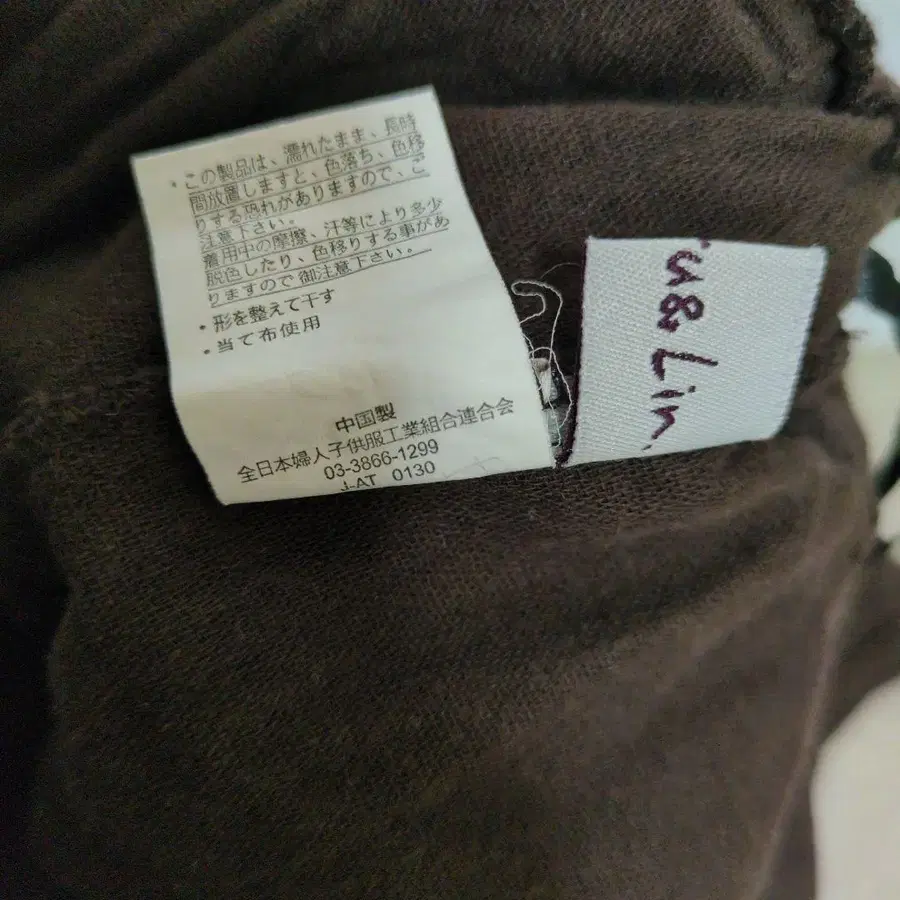 ・この製品は、濡れたまま、長時
間放置しますと、色落ち、色移
りする恐れがありますので、ご
注意下さい。
着用中の摩擦、汗等により多少
脱色したり、色移りする事があ
りますので御注意下さい。
・形を整えて干す
・当て布使用
中国製
全日本婦人子供服工業組合連合会
03-3866-1299
J-AT 0130
ru&Lin